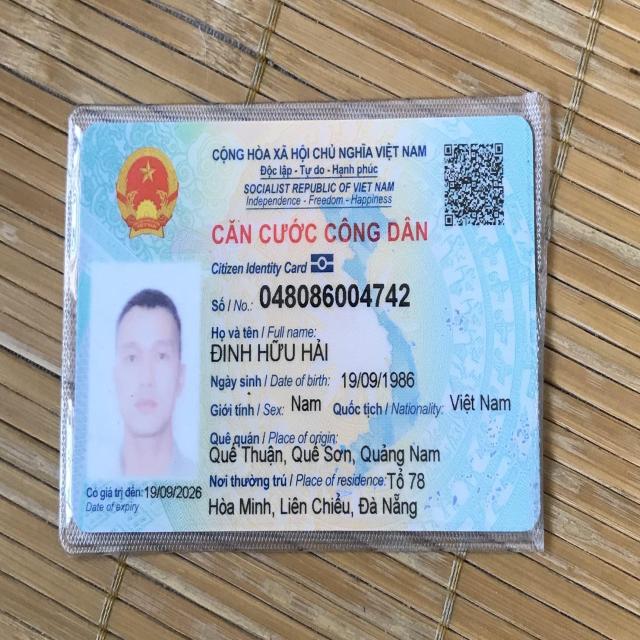 CỘNG HÒA XÃ HỘI CHỦ NGHĨA VIỆT NAM
Độc lập - Tự do - Hạnh phúc
SOCIALIST REPUBLIC OF VIET NAM
Independence - Freedom - Happiness
CĂN CƯỚC CÔNG DÂN
Citizen Identity Card
Số / No.: 048086004742
Họ và tên / Full name:
ĐINH HỮU HẢI
Ngày sinh / Date of birth: 19/09/1986
Giới tính / Sex: Nam Quốc tịch / Nationality: Việt Nam
Quê quán / Place of origin:
Quế Thuận, Quế Sơn, Quảng Nam
Nơi thường trú / Place of residence: Tổ 78
Hòa Minh, Liên Chiểu, Đà Nẵng
Có giá trị đến: 19/09/2026
Date of expiry